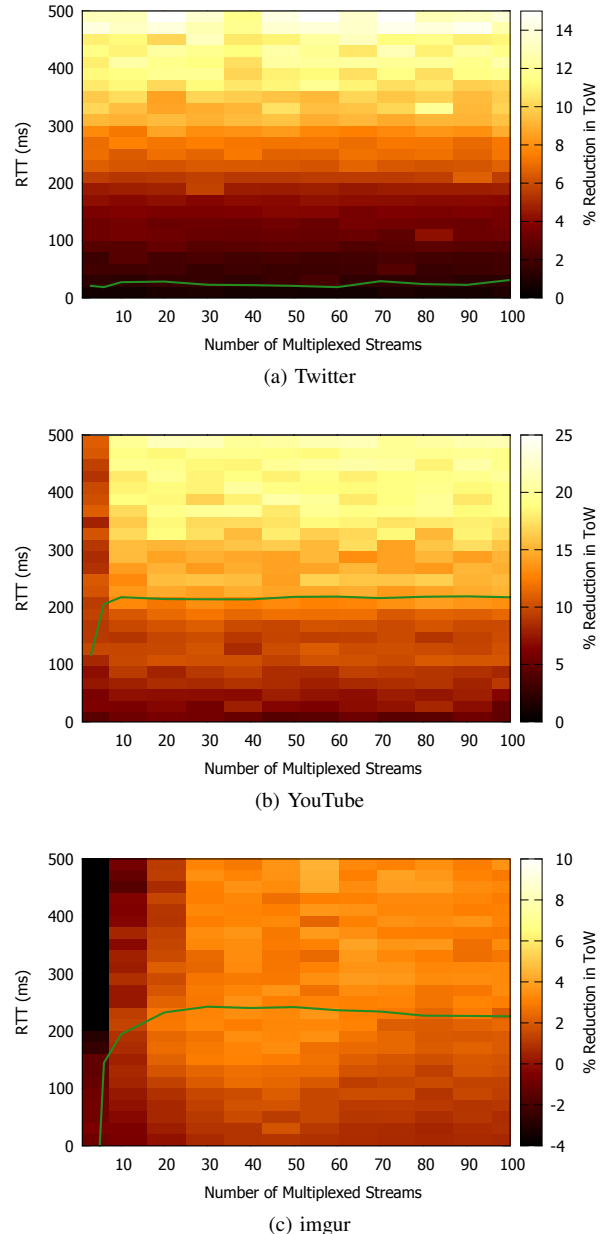 500
400
300
200
100
0
RTT (ms)
10 20 30 40 50 60 70 80 90 100
Number of Multiplexed Streams
14
12
10
8
6
4
2
0
% Reduction in ToW
(a) Twitter
500
400
300
200
100
0
RTT (ms)
10 20 30 40 50 60 70 80 90 100
Number of Multiplexed Streams
25
20
15
10
5
0
% Reduction in ToW
(b) YouTube
500
400
300
200
100
0
RTT (ms)
10 20 30 40 50 60 70 80 90 100
Number of Multiplexed Streams
10
8
6
4
2
0
-2
-4
% Reduction in ToW
(c) imgur